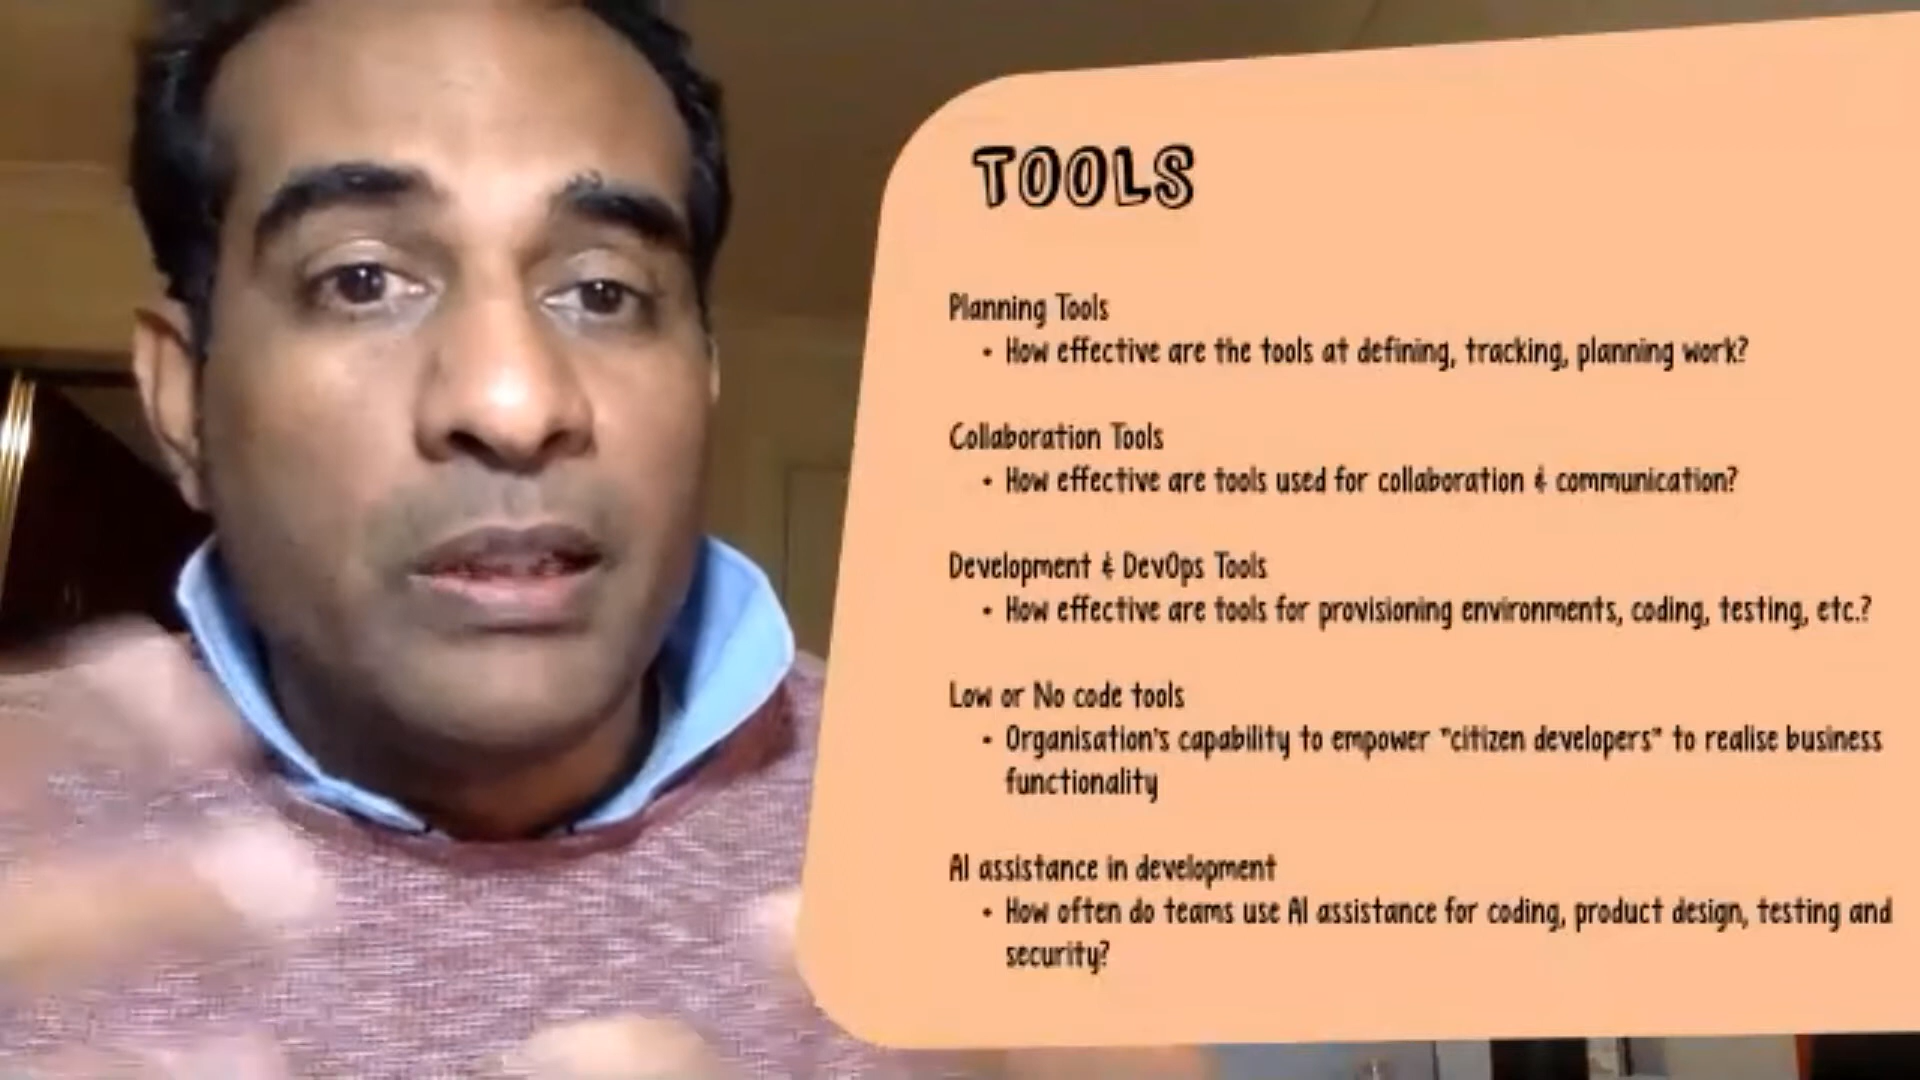 TOOLS
Planning Tools
• How effective are the tools at defining, tracking, planning work?
Collaboration Tools
• How effective are tools used for collaboration & communication?
Development & DevOps Tools
• How effective are tools for provisioning environments, coding, testing, etc.?
Low or No code tools
• Organisation's capability to empower "citizen developers" to realise business
functionality
AI assistance in development
• How often do teams use AI assistance for coding, product design, testing and
security?